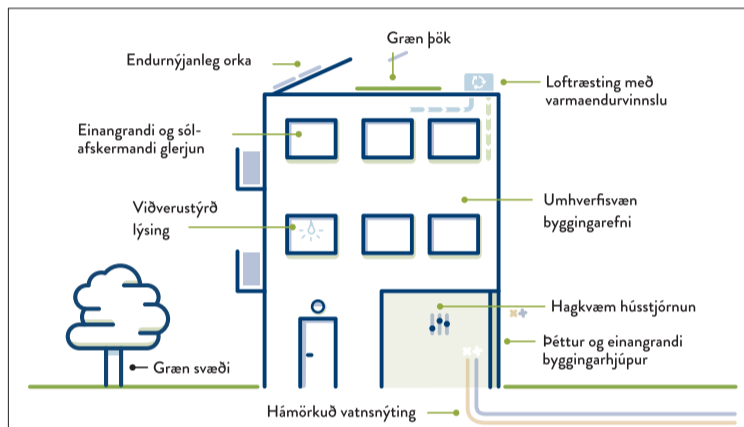 Græn þök
Endurnýjanleg orka
Loftræsting með
varmaendurvinnslu
Einangrandi og sól-
afskermandi glerjun
Viðverustýrð
lýsing
Umhverfisvæn
byggingarefni
Hagkvæm hússtjórnun
Þéttur og einangrandi
byggingarhjúpur
Græn svæði
Hámörkuð vatnsnýting